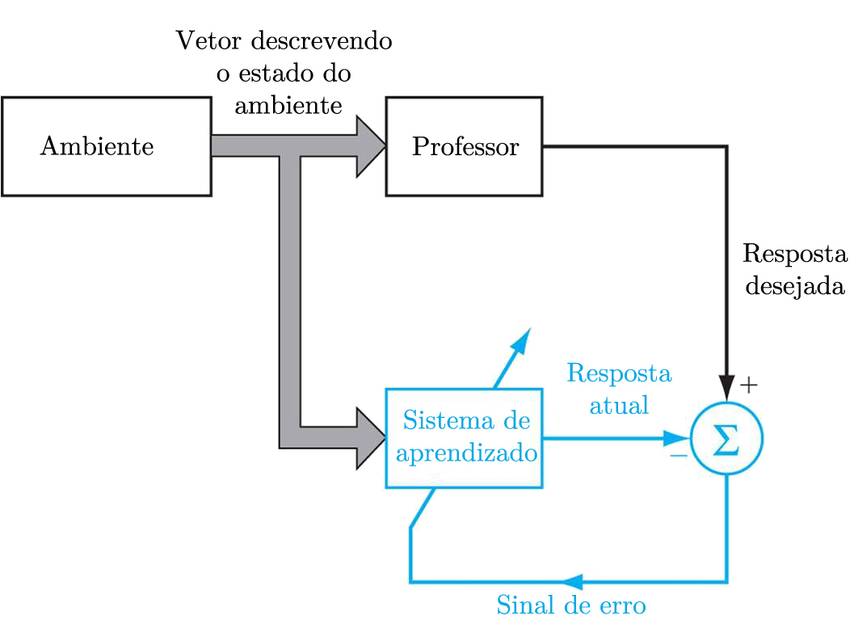 Vetor descrevendo
o estado do
ambiente
Ambiente
Professor
Resposta
desejada
+
Resposta
atual
Sistema de
aprendizado
−
Σ
Sinal de erro